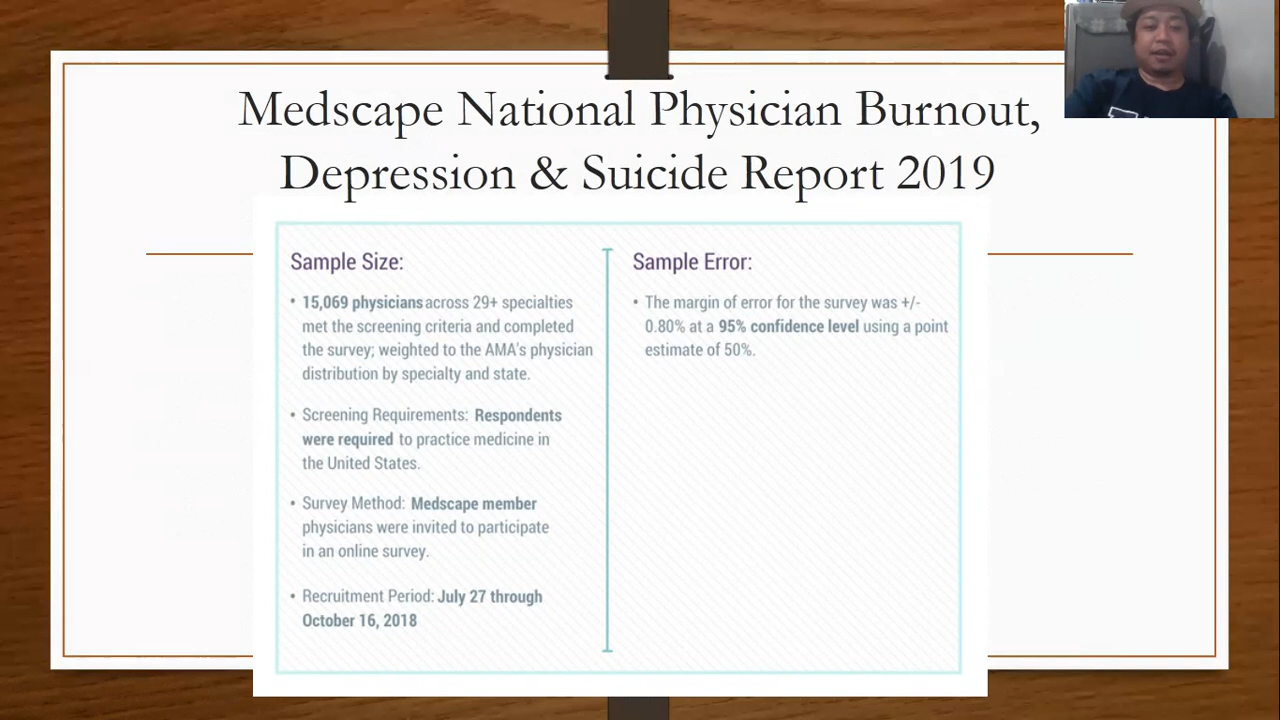 Medscape National Physician Burnout,
Depression & Suicide Report 2019
Sample Size:
• 15,069 physicians across 29+ specialties
met the screening criteria and completed
the survey; weighted to the AMA's physician
distribution by specialty and state.
• Screening Requirements: Respondents
were required to practice medicine in
the United States.
• Survey Method: Medscape member
physicians were invited to participate
in an online survey.
• Recruitment Period: July 27 through
October 16, 2018
Sample Error:
• The margin of error for the survey was +/-
0.80% at a 95% confidence level using a point
estimate of 50%.